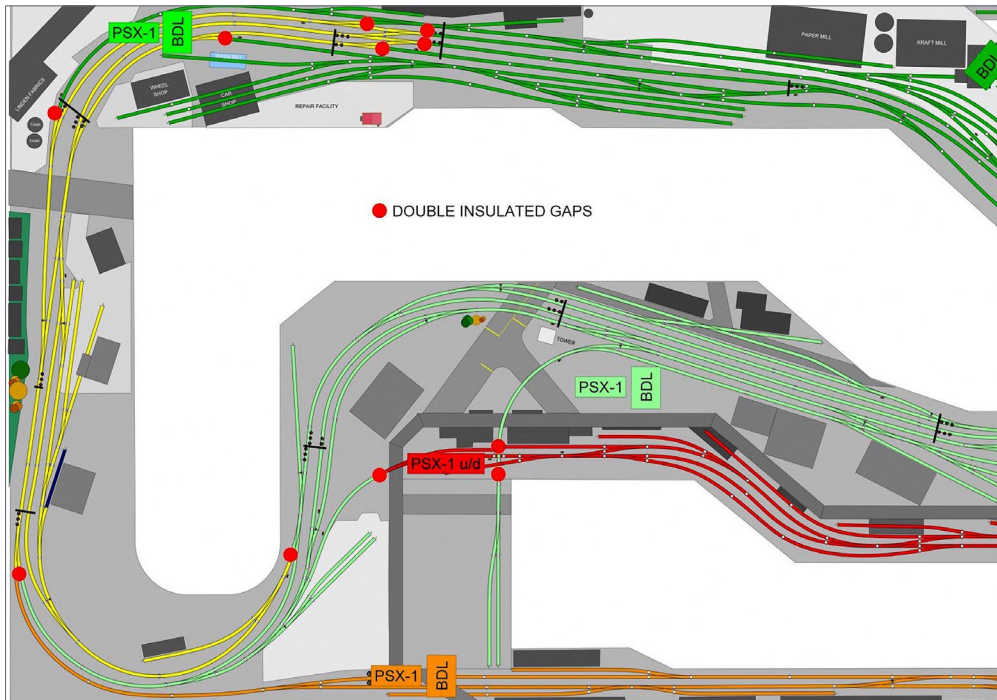 PSX-1
BDL
PAPER MILL
KRAFT MILL
BDL
LINDEN FABRICS
WHEEL
SHOP
CAR
SHOP
REPAIR FACILITY
DOUBLE INSULATED GAPS
TOWER
PSX-1
BDL
PSX-1 u/d
PSX-1
BDL